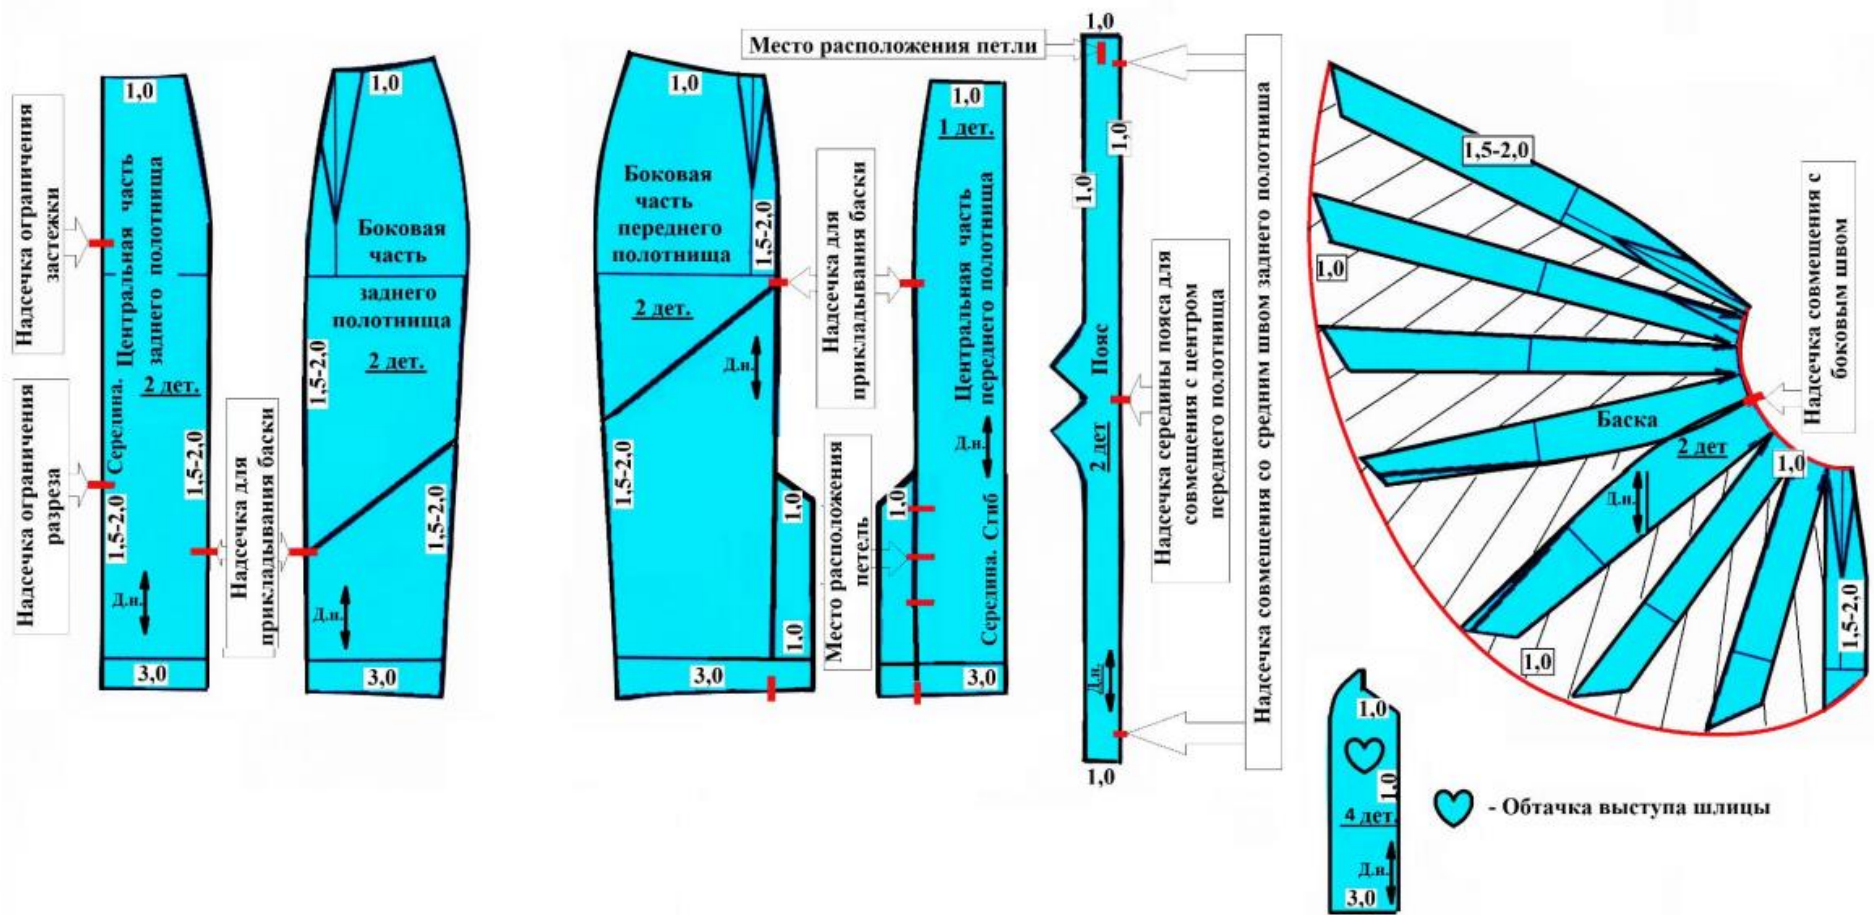 Надсечка ограничения
застежки
Надсечка ограничения
разреза
1,0
Центральная часть
заднего полотнища
2 дет.
Середина.
1,5-2,0
1,5-2,0
Д.н.
3,0
Надсечка для
прикладывания баски
1,0
Боковая
часть
заднего
полотнища
2 дет.
1,5-2,0
1,5-2,0
Д.н.
3,0
1,0
Боковая
часть
переднего
полотнища
1,5-2,0
2 дет.
Д.н.
1,5-2,0
1,0
1,0
3,0
Надсечка для
прикладывания баски
Место расположения
петель
1,0
1 дет.
Центральная часть
переднего полотнища
Д.н.
1,0
Середина. Сгиб
3,0
Место расположения петли
1,0
1,0
1,0
Пояс
2 дет
Д.н.
1,0
Надсечка середины пояса для
совмещения с центром
переднего полотнища
Надсечка совмещения со средним швом заднего полотнища
1,5-2,0
1,0
Баска
2 дет
Д.н.
1,0
1,0
1,5-2,0
Надсечка совмещения с
боковым швом
1,0
1,0
4 дет.
Д.н.
3,0
- Обтачка выступа шлицы